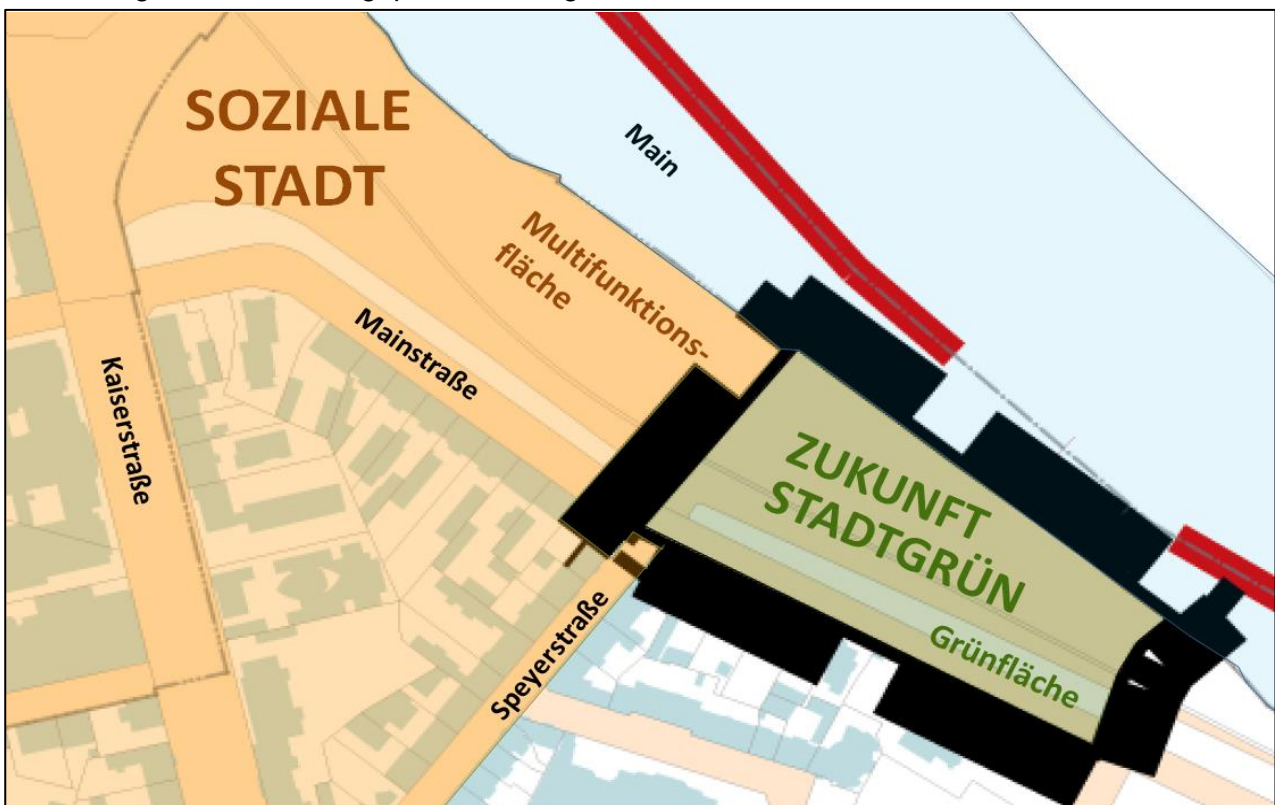 SOZIALE
STADT
Main
Multifunktions-
fläche
Mainstraße
Kaiserstraße
ZUKUNFT
STADTGRÜN
Grünfläche
Speyerstraße